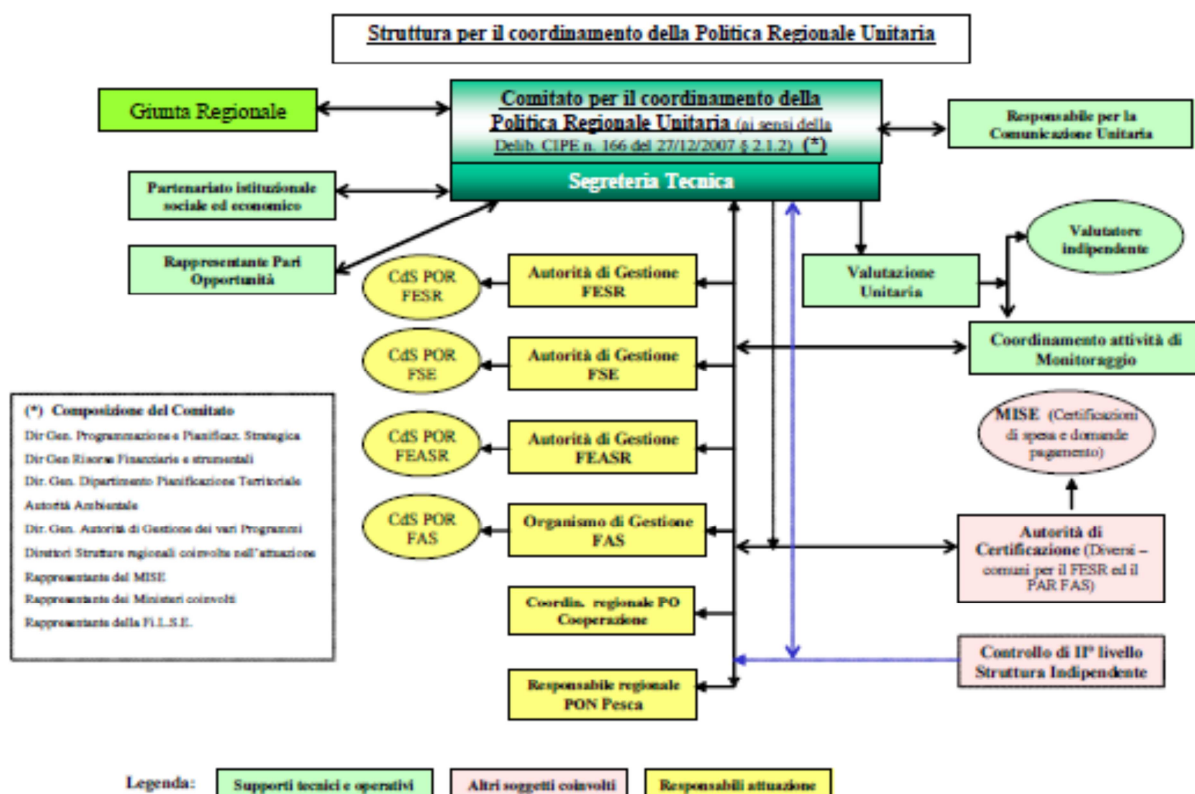 Struttura per il coordinamento della Politica Regionale Unitaria
Giunta Regionale
Comitato per il coordinamento della
Politica Regionale Unitaria (ai sensi della
Delib. CIPE n. 166 del 27/12/2007 § 2.1.2) (*)
Segreteria Tecnica
Responsabile per la
Comunicazione Unitaria
Partenariato istituzionale
sociale ed economico
Rappresentante Pari
Opportunità
Valutatore
indipendente
Valutazione
Unitaria
Coordinamento attività di
Monitoraggio
CdS POR
FESR
Autorità di Gestione
FESR
CdS POR
FSE
Autorità di Gestione
FSE
CdS POR
FEASR
Autorità di Gestione
FEASR
CdS POR
FAS
Organismo di Gestione
FAS
Coordin. regionale PO
Cooperazione
Responsabile regionale
PON Pesca
MISE (Certificazioni
di spesa e domande
pagamento)
Autorità di
Certificazione (Diversi –
comuni per il FESR ed il
PAR FAS)
Controllo di II° livello
Struttura Indipendente
(*) Composizione del Comitato
Dir Gen. Programmazione e Pianificaz. Strategica
Dir Gen Risorse Finanziarie e strumentali
Dir. Gen. Dipartimento Pianificazione Territoriale
Autorità Ambientale
Dir. Gen. Autorità di Gestione dei vari Programmi
Direttori Strutture regionali coinvolte nell'attuazione
Rappresentante del MISE
Rappresentante dei Ministeri coinvolti
Rappresentante della Fi.L.S.E.
Legenda:
Supporti tecnici e operativi
Altri soggetti coinvolti
Responsabili attuazione